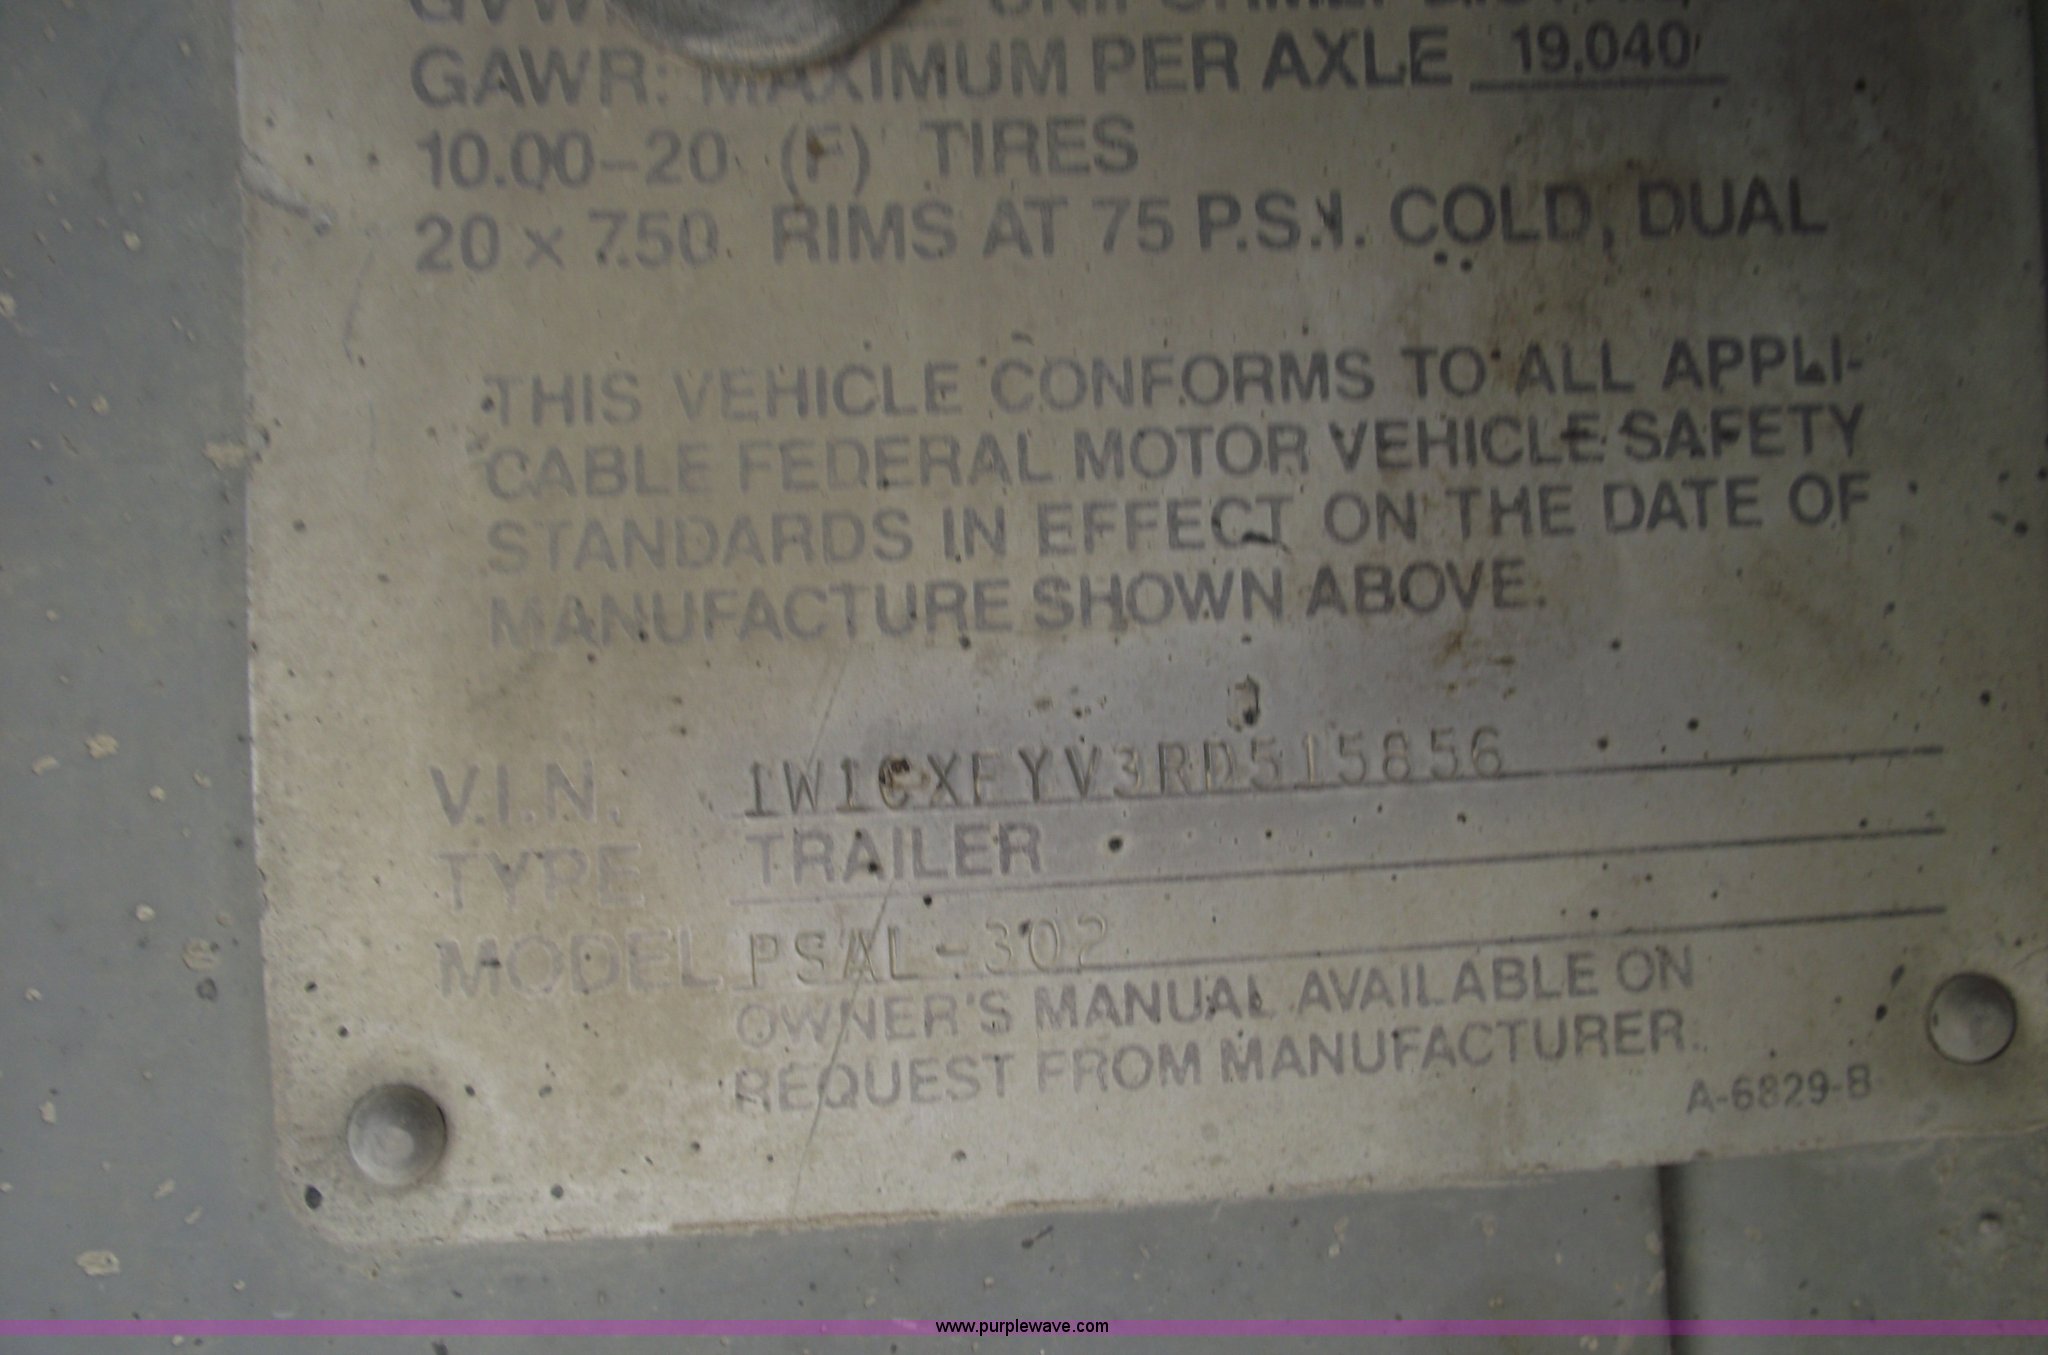 GAWR: MAXIMUM PER AXLE 19,040
10.00-20 (F) TIRES
20 x 7.50 RIMS AT 75 P.S.I. COLD, DUAL
THIS VEHICLE CONFORMS TO ALL APPLI-
CABLE FEDERAL MOTOR VEHICLE SAFETY
STANDARDS IN EFFECT ON THE DATE OF
MANUFACTURE SHOWN ABOVE.
V.I.N. 1W1CXFYV3RD515856
TYPE TRAILER
MODEL PSAL-302
OWNER'S MANUAL AVAILABLE ON
REQUEST FROM MANUFACTURER.
A-6829-B
www.purplewave.com